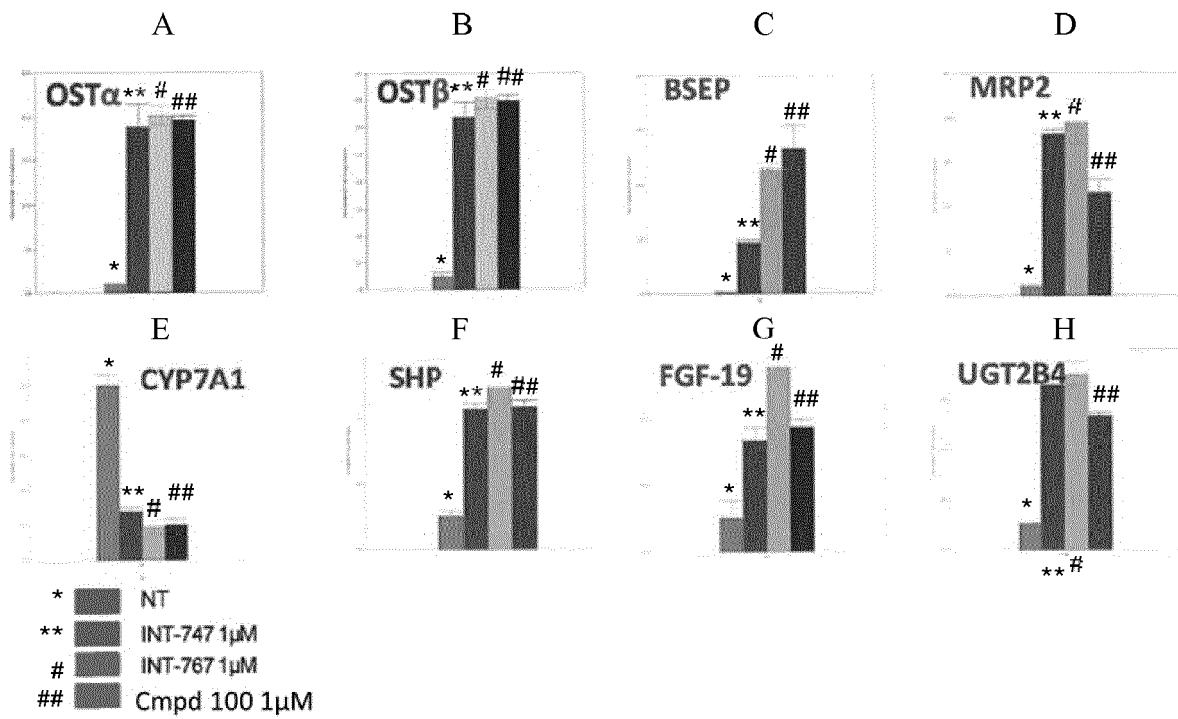 A B C D
OSTα ** # ##
*
OSTβ ** # ##
*
BSEP
* ** # ##
MRP2
* ** # ##
E F G H
CYP7A1
* ** # ##
SHP
* ** # ##
FGF-19
* ** # ##
UGT2B4
* ##
** #
* NT
** INT-747 1µM
# INT-767 1µM
## Cmpd 100 1µM